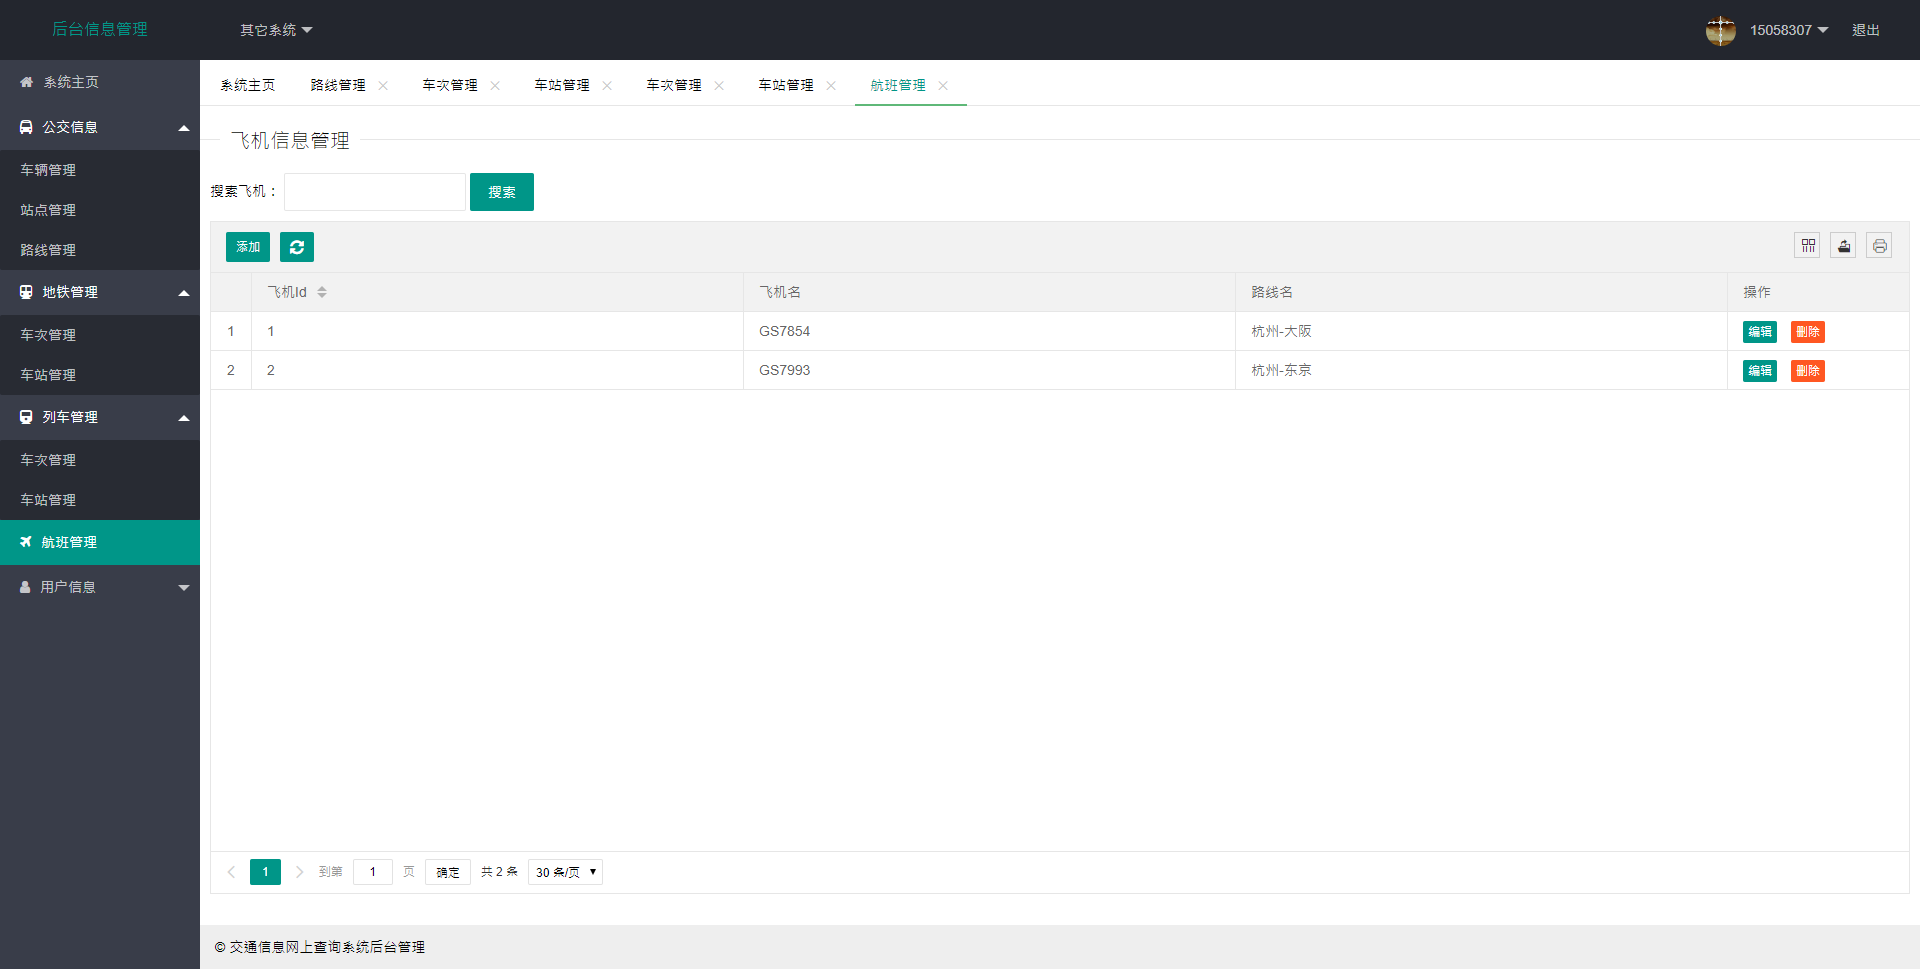 后台信息管理
其它系统
15058307
退出
系统主页
公交信息
车辆管理
站点管理
路线管理
地铁管理
车次管理
车站管理
列车管理
车次管理
车站管理
航班管理
用户信息
系统主页 路线管理 车次管理 车站管理 车次管理 车站管理 航班管理
飞机信息管理
搜索飞机： 搜索
添加
飞机Id 飞机名 路线名 操作
1 1 GS7854 杭州-大阪 编辑 删除
2 2 GS7993 杭州-东京 编辑 删除
1 到第 1 页 确定 共 2 条 30 条/页
© 交通信息网上查询系统后台管理